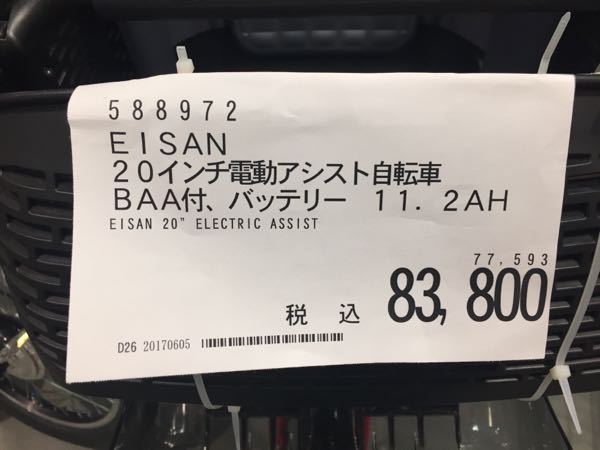 588972
EISAN
20インチ電動アシスト自転車
BAA付、バッテリー 11.2AH
EISAN 20" ELECTRIC ASSIST
77,593
税込 83,800
D26 20170605